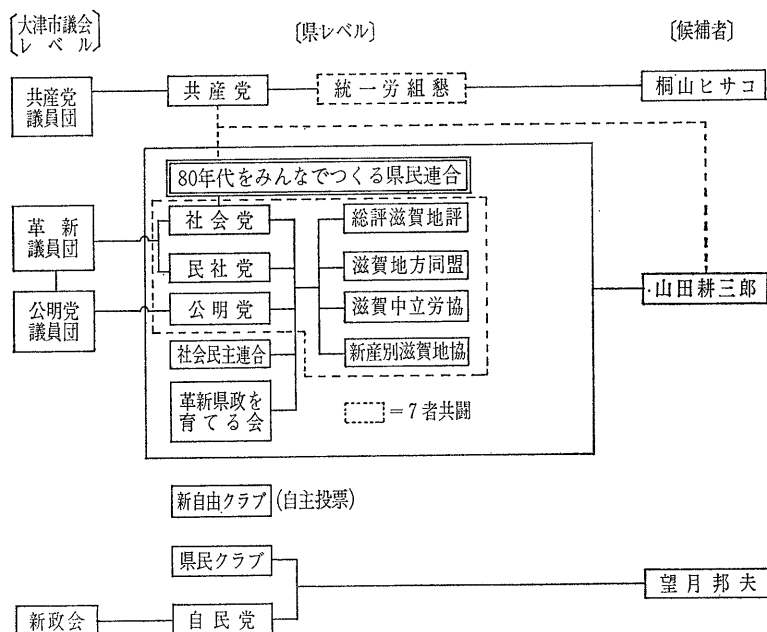 〔大津市議会レベル〕
〔県レベル〕
〔候補者〕
共産党
議員団
共産党
統一労組懇
桐山ヒサコ
80年代をみんなでつくる県民連合
革新
議員団
社会党
総評滋賀地評
民社党
滋賀地方同盟
山田耕三郎
公明党
議員団
公明党
滋賀中立労協
社会民主連合
新産別滋賀地協
革新県政を
育てる会
=7者共闘
新自由クラブ
(自主投票)
県民クラブ
望月邦夫
新政会
自民党